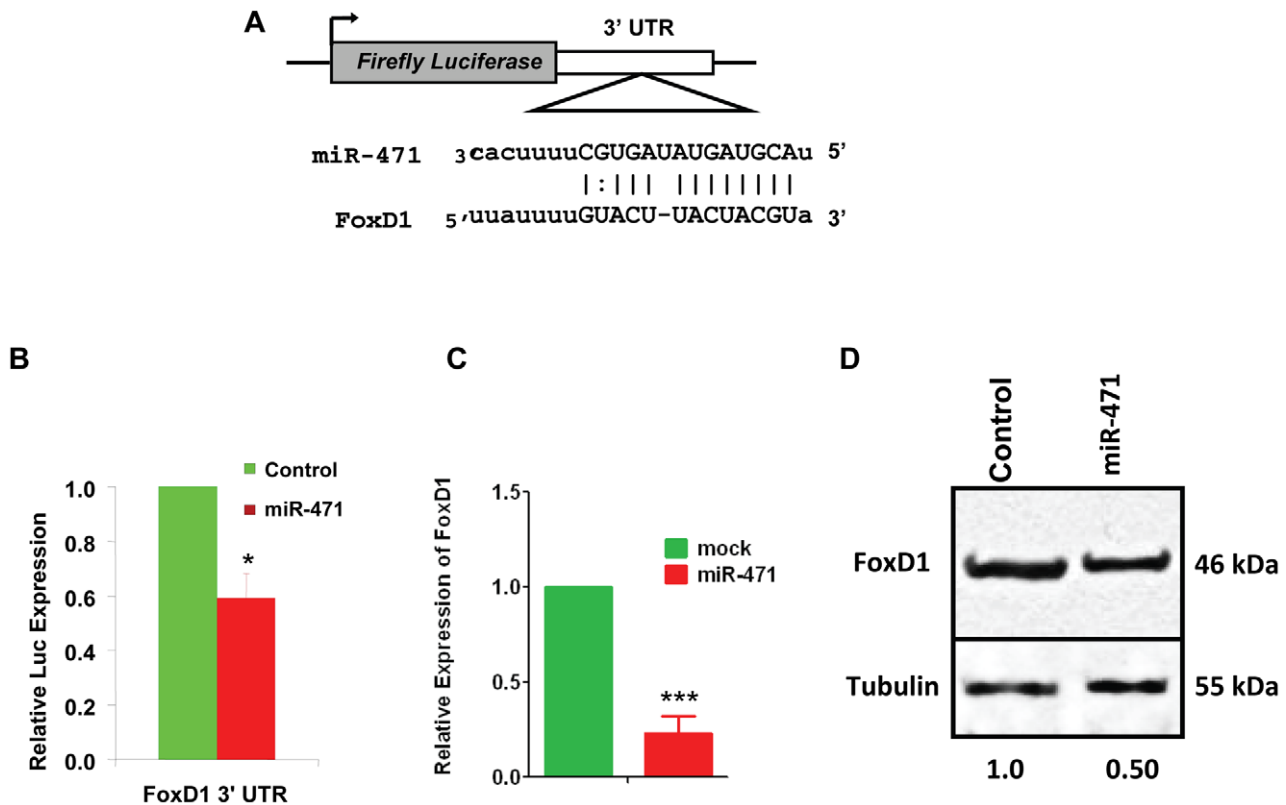 A
3' UTR
Firefly Luciferase
miR-471 3 cacuuuuCGUGAUAUGAUGCAu 5'
|:||| ||||||||
FoxD1 5'uuauuuuGUACU-UACUACGUa 3'
B
Relative Luc Expression
1.0
0.8
0.6
0.4
0.2
0.0
Control
miR-471
*
FoxD1 3' UTR
C
Relative Expression of FoxD1
1.5
1.0
0.5
0.0
mock
miR-471
***
D
Control
miR-471
FoxD1
46 kDa
Tubulin
55 kDa
1.0
0.50